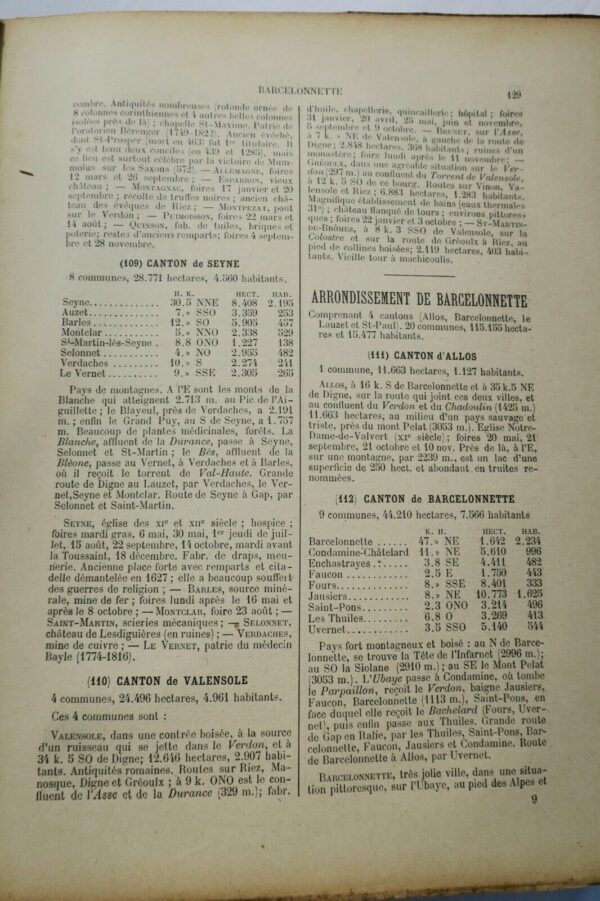 BARCELONNETTE
129
cembre. Antiquités nombreuses (rotonde ornée de
8 colonnes corinthiennes et 4 autres belles colonnes
isolées près de là) ; chapelle St-Maxime. Patrie de
l'oratorien Bérenger (1749-1822). Ancien évêché,
dont St-Prosper (mort en 463) fut 1er titulaire. Il
s'y est tenu deux conciles (en 439 et 1285), mais
ce lieu est surtout célèbre par la victoire de Mum-
molus sur les Saxons (572). — ALLEMAGNE, foires
12 mars et 26 septembre ; — ESPARRON, vieux
château ; — MONTAGNAC, foires 17 janvier et 20
septembre ; récolte de truffes noires ; ancien châ-
teau des évêques de Riez ; — MONTPEZAT, pont
sur le Verdon ; — PUIMOISSON, foires 22 mars et
14 août ; — QUINSON, fab. de tuiles, briques et
poterie; restes d'anciens remparts; foires 4 septem-
bre et 28 novembre.
(109) CANTON de SEYNE
8 communes, 28.771 hectares, 4.560 habitants.
H. K. HECT. HAB.
Seyne............. 30.5 NNE 8.408 2.195
Auzet............. 7.» SSO 3.359 253
Barles............ 12.» SO 5.905 457
Montclar.......... 5.» NNO 2.338 529
St-Martin-lés-Seyne . 8.8 ONO 1.227 138
Selonnet.......... 4.» NO 2.955 482
Verdaches ........ 10.» S 2.274 241
Le Vernet......... 9.» SSE 2.305 265
Pays de montagnes. A l'E sont les monts de la
Blanche qui atteignent 2.713 m. au Pic de l'Ai-
guillette ; le Blayeul, près de Verdaches, a 2.191
m. ; enfin le Grand Puy, au S de Seyne, a 1.757
m. Beaucoup de plantes médicinales, forêts. La
Blanche, affluent de la Durance, passe à Seyne,
Selonnet et St-Martin ; le Bès, affluent de la
Bléone, passe au Vernet, à Verdaches et à Barles,
où il reçoit le torrent de Val-Haute. Grande
route de Digne au Lauzet, par Verdaches, le Ver-
net, Seyne et Montclar. Route de Seyne à Gap, par
Selonnet et Saint-Martin.
SEYNE, église des XIe et XIIe siècle ; hospice ;
foires mardi gras, 6 mai, 30 mai, 1er jeudi de juil-
let, 15 août, 22 septembre, 14 octobre, mardi avant
la Toussaint, 18 décembre. Fab. de draps, meu-
nerie. Ancienne place forte avec remparts et cita-
delle démantelée en 1627 ; elle a beaucoup souffert
des guerres de religion ; — BARLES, source miné-
rale, mine de fer ; foires lundi après le 16 mai et
après le 8 octobre ; — MONTCLAR, foire 23 août ; —
SAINT-MARTIN, scieries mécaniques ; — SELONNET,
château de Lesdiguières (en ruines) ; — VERDACHES,
mine de cuivre ; — LE VERNET, patrie du médecin
Bayle (1774-1816).
(110) CANTON de VALENSOLE
4 communes, 24.496 hectares, 4.961 habitants.
Ces 4 communes sont :
VALENSOLE, dans une contrée boisée, à la source
d'un ruisseau qui se jette dans le Verdon, et à
34 k. 5 SO de Digne; 12.646 hectares, 2.907 habi-
tants. Antiquités romaines. Routes sur Riez, Ma-
nosque, Digne et Gréoulx ; à 9 k. ONO est le con-
fluent de l'Asse et de la Durance (329 m.); fabr.
d'huile, chapellerie, quincaillerie; hôpital ; foires
31 janvier, 29 avril, 25 mai, juin et novembre,
5 septembre et 9 octobre. — BRUNET, sur l'Asse,
à 7 k. » NE de Valensole, à gauche de la route de
Digne; 2.848 hectares, 368 habitants; ruines d'un
monastère; foire lundi après le 11 novembre; —
GRÉOULX, dans une agréable situation sur le Ver-
don (297 m.) au confluent du Torrent de Valensole,
à 12 k. 5 SO de ce bourg. Routes sur Vinon, Va-
lensole et Riez ; 6.883 hectares, 1.283 habitants,
Magnifique établissement de bains (eaux thermales
31°) ; château flanqué de tours ; environs pittores-
ques ; foires 22 janvier et 3 octobre ; — ST-MARTIN-
DE-BRÔMES, à 8 k. 3 SSO de Valensole, sur la
Colostre et sur la route de Gréoulx à Riez, au
pied de collines boisées; 2.119 hectares, 403 habi-
tants. Vieille tour à machicoulis.
ARRONDISSEMENT DE BARCELONNETTE
Comprenant 4 cantons (Allos, Barcelonnette, le
Lauzet et St-Paul). 20 communes, 115.155 hecta-
res et 15.477 habitants.
(111) CANTON d'ALLOS
1 commune, 11.663 hectares, 1.127 habitants.
ALLOS, à 16 k. S de Barcelonnette et à 35 k.5 NE
de Digne, sur la route qui joint ces deux villes, et
au confluent du Verdon et du Chadoulin (1425 m.)
11.663 hectares, au milieu d'un pays sauvage et
triste, près du mont Pelat (3053 m.). Eglise Notre-
Dame-de-Valvert (XIe siècle) ; foires 20 mai, 21
septembre, 21 octobre et 10 nov. Près de là, à l'E,
sur une montagne, par 2239 m., est un lac d'une
superficie de 250 hect. et abondant en truites re-
nommées.
(112) CANTON de BARCELONNETTE
9 communes, 44.210 hectares, 7.566 habitants
K. H. HECT. HAB.
Barcelonnette ...... 47.» NE 1.642 2.234
Condamine-Châtelard 11.» NE 5.610 996
Enchastrayes....... 3.8 SE 4.411 482
Faucon ............ 2.5 E 1.750 443
Fours.............. 8.» SSE 8.401 333
Jausiers........... 8.» NE 10.773 1.625
Saint-Pons......... 2.3 ONO 3.214 496
Les Thuiles........ 6.8 O 3.269 413
Uvernet............ 3.5 SSO 5.140 544
Pays fort montagneux et boisé : au N de Barce-
lonnette, se trouve la Tête de l'Infarnet (2996 m.);
au SO la Siolane (2910 m.) ; au SE le Mont Pelat
(3053 m.). L'Ubaye passe à Condamine, où tombe
le Parpaillon, reçoit le Verdon, baigne Jausiers,
Faucon, Barcelonnette (1113 m), Saint-Pons, en
face duquel elle reçoit le Bachelard (Fours, Uver-
net), puis enfin passe aux Thuiles. Grande route
de Gap en Italie, par les Thuiles, Saint-Pons, Bar-
celonnette, Faucon, Jausiers et Condamine. Route
de Barcelonnette à Allos, par Uvernet.
BARCELONNETTE, très jolie ville, dans une situa-
tion pittoresque, sur l'Ubaye, au pied des Alpes et
9